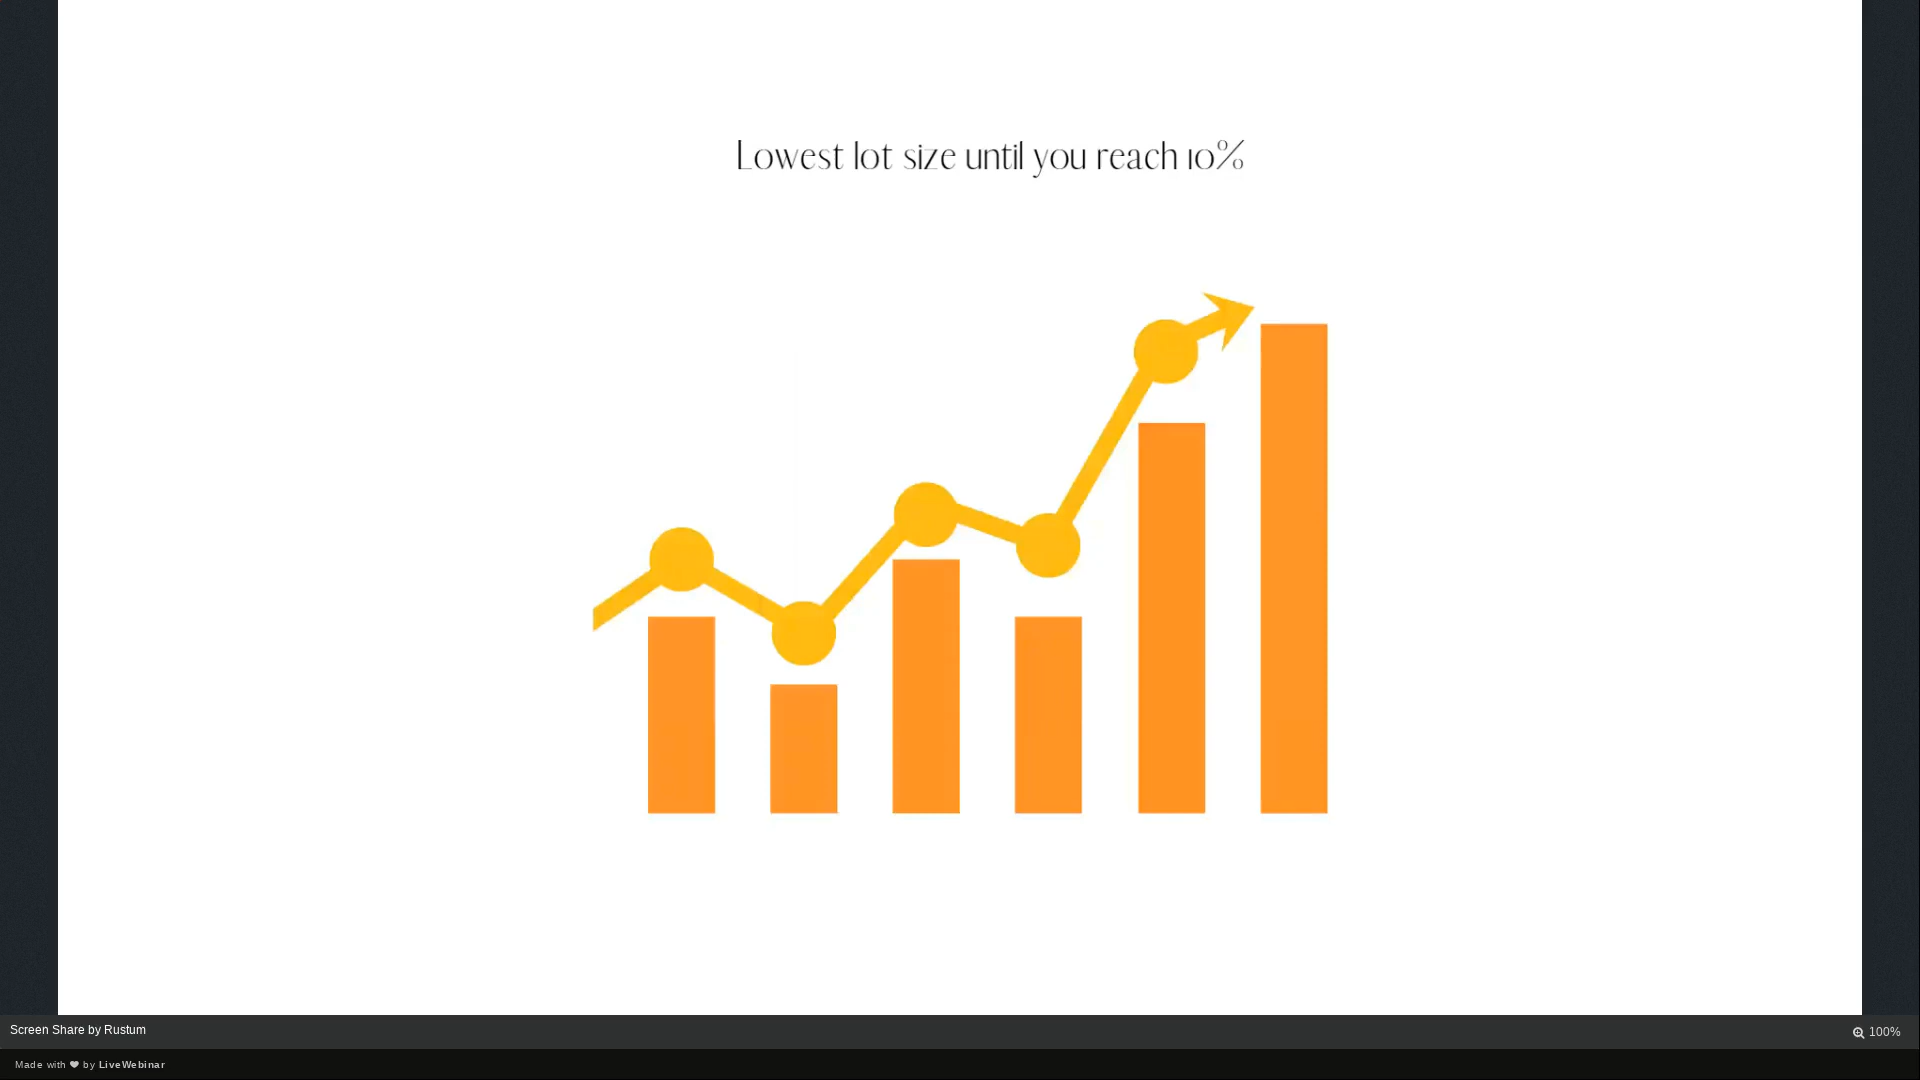 Lowest lot size until you reach 10%
Screen Share by Rustum
100%
Made with ❤ by LiveWebinar